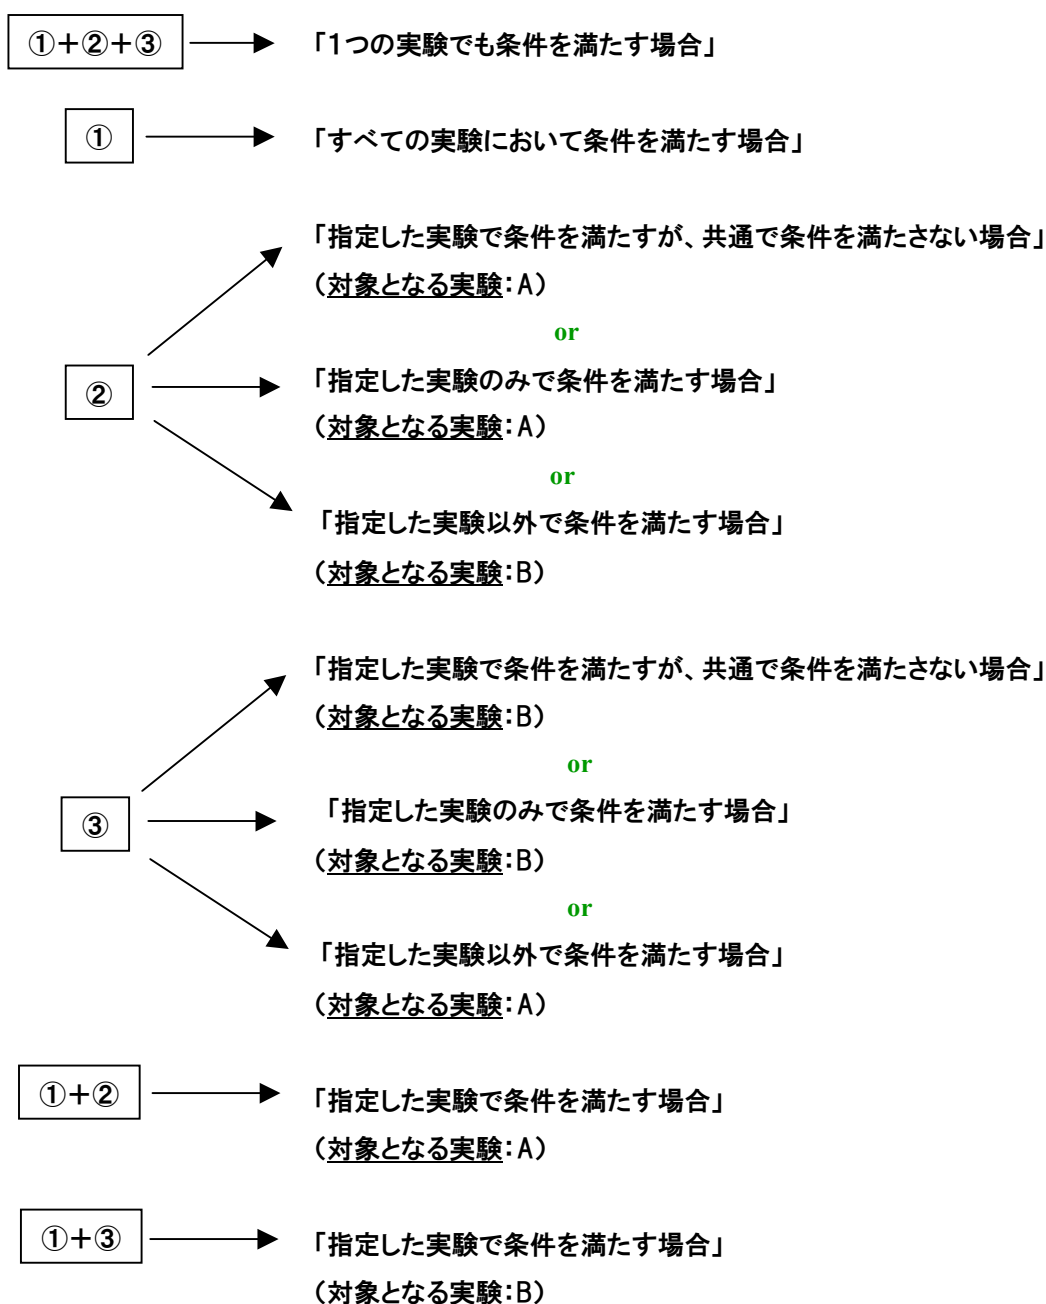 ①+②+③ 「1つの実験でも条件を満たす場合」
① 「すべての実験において条件を満たす場合」
「指定した実験で条件を満たすが、共通で条件を満たさない場合」
(対象となる実験:A)
or
② 「指定した実験のみで条件を満たす場合」
(対象となる実験:A)
or
「指定した実験以外で条件を満たす場合」
(対象となる実験:B)
「指定した実験で条件を満たすが、共通で条件を満たさない場合」
(対象となる実験:B)
or
③ 「指定した実験のみで条件を満たす場合」
(対象となる実験:B)
or
「指定した実験以外で条件を満たす場合」
(対象となる実験:A)
①+② 「指定した実験で条件を満たす場合」
(対象となる実験:A)
①+③ 「指定した実験で条件を満たす場合」
(対象となる実験:B)